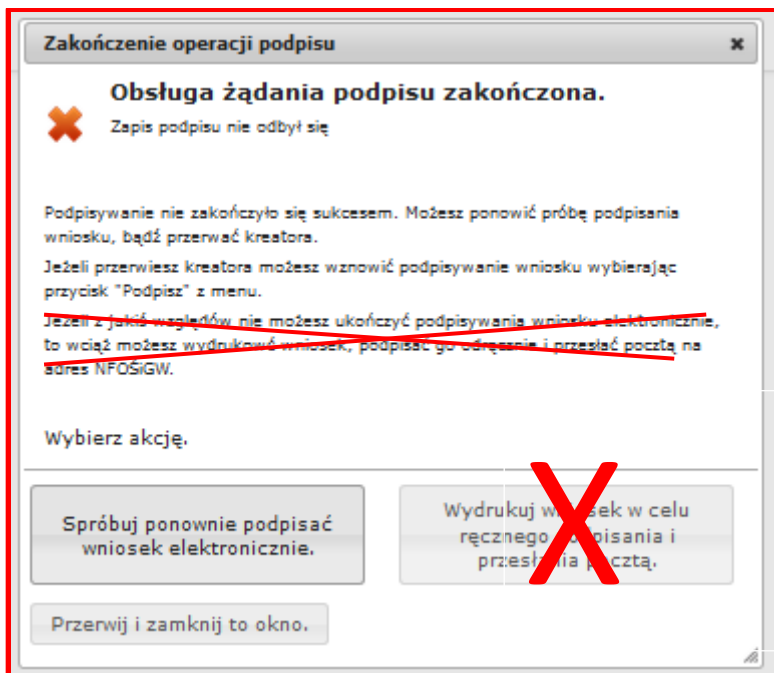 Zakończenie operacji podpisu
Obsługa żądania podpisu zakończona.
Zapis podpisu nie odbył się
Podpisywanie nie zakończyło się sukcesem. Możesz ponowić próbę podpisania
wniosku, bądź przerwać kreatora.
Jeżeli przerwiesz kreatora możesz wznowić podpisywanie wniosku wybierając
przycisk "Podpisz" z menu.
Jeżeli z jakiś względów nie możesz ukończyć podpisywania wniosku elektronicznie,
to wciąż możesz wydrukować wniosek, podpisać go odręcznie i przesłać pocztą na
adres NFOŚiGW.
Wybierz akcję.
Spróbuj ponownie podpisać
wniosek elektronicznie.
Wydrukuj wniosek w celu
ręcznego podpisania i
przesłania pocztą.
Przerwij i zamknij to okno.